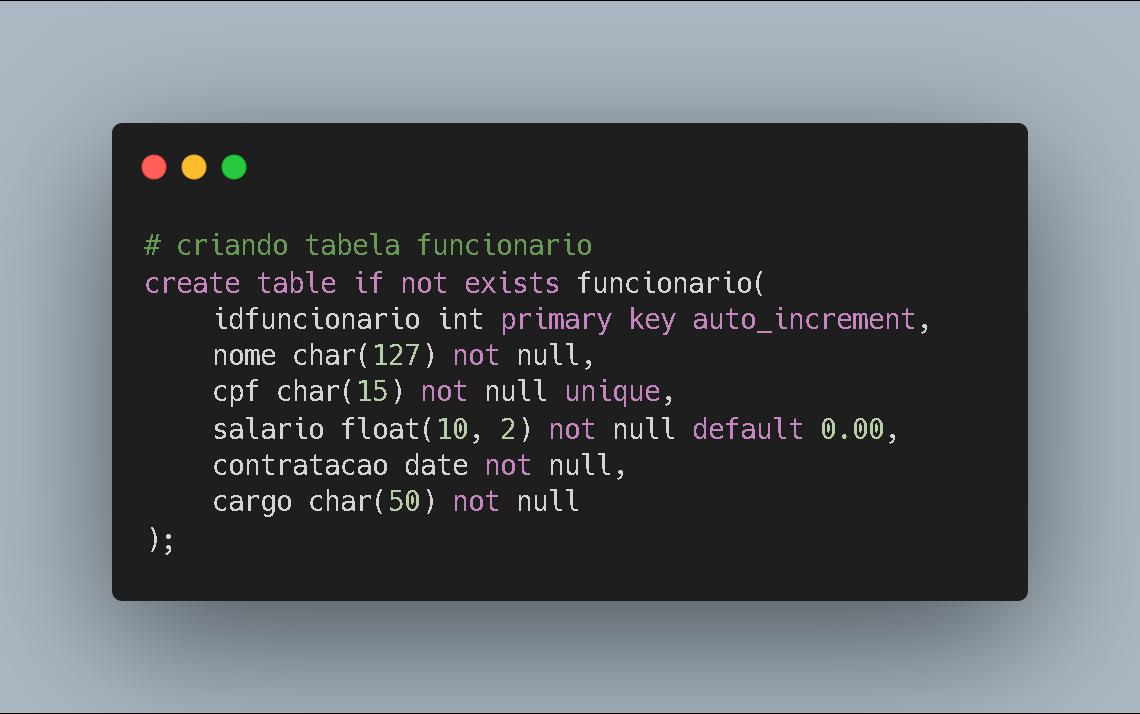 # criando tabela funcionario
create table if not exists funcionario(
    idfuncionario int primary key auto_increment,
    nome char(127) not null,
    cpf char(15) not null unique,
    salario float(10, 2) not null default 0.00,
    contratacao date not null,
    cargo char(50) not null
);